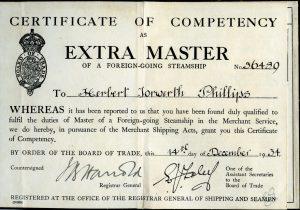 CERTIFICATE OF COMPETENCY
AS
EXTRA MASTER
OF A FOREIGN-GOING STEAMSHIP
No. 36439
To Herbert Iorwerth Phillips
WHEREAS it has been reported to us that you have been found duly qualified to
fulfil the duties of Master of a Foreign-going Steamship in the Merchant Service,
we do hereby, in pursuance of the Merchant Shipping Acts, grant you this Certificate
of Competency.
BY ORDER OF THE BOARD OF TRADE, this 14th day of December 1934
Countersigned
Registrar General
One of the
Assistant Secretaries
to the
Board of Trade
REGISTERED AT THE OFFICE OF THE REGISTRAR GENERAL OF SHIPPING AND SEAMEN